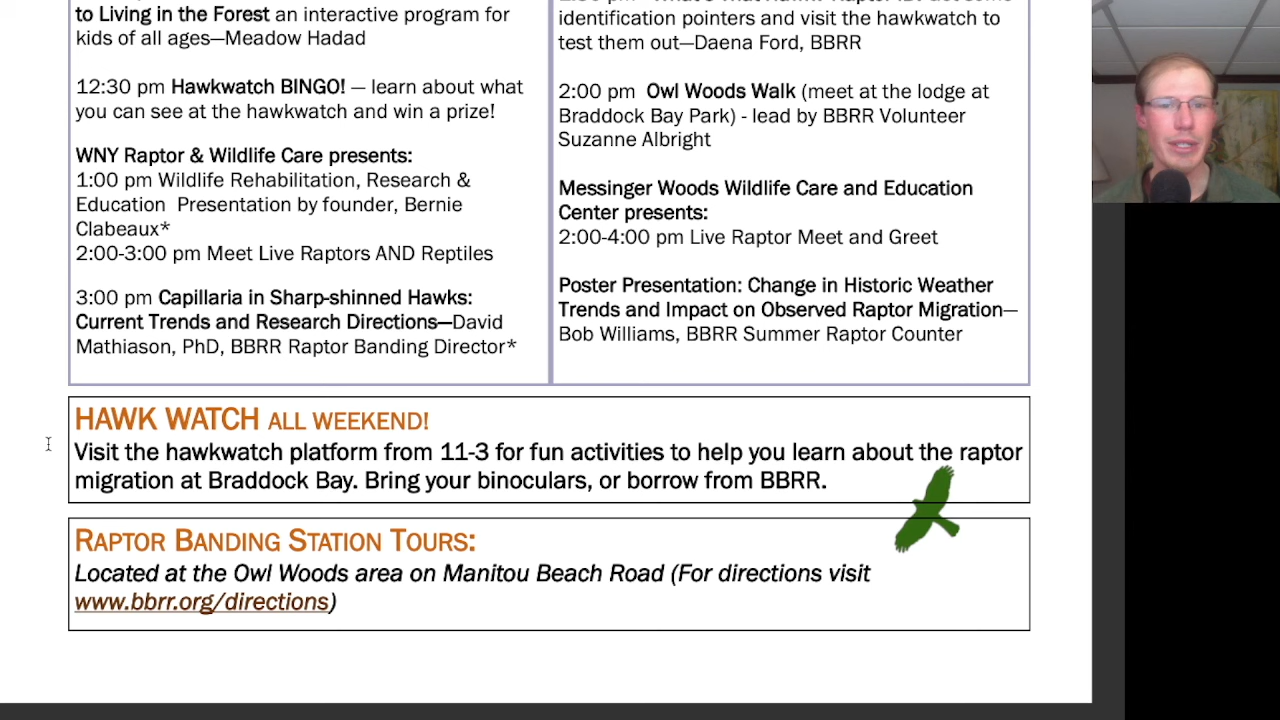 to Living in the Forest an interactive program for
kids of all ages—Meadow Hadad
12:30 pm Hawkwatch BINGO! — learn about what
you can see at the hawkwatch and win a prize!
WNY Raptor & Wildlife Care presents:
1:00 pm Wildlife Rehabilitation, Research &
Education Presentation by founder, Bernie
Clabeaux*
2:00-3:00 pm Meet Live Raptors AND Reptiles
3:00 pm Capillaria in Sharp-shinned Hawks:
Current Trends and Research Directions—David
Mathiason, PhD, BBRR Raptor Banding Director*
identification pointers and visit the hawkwatch to
test them out—Daena Ford, BBRR
2:00 pm Owl Woods Walk (meet at the lodge at
Braddock Bay Park) - lead by BBRR Volunteer
Suzanne Albright
Messinger Woods Wildlife Care and Education
Center presents:
2:00-4:00 pm Live Raptor Meet and Greet
Poster Presentation: Change in Historic Weather
Trends and Impact on Observed Raptor Migration—
Bob Williams, BBRR Summer Raptor Counter
HAWK WATCH ALL WEEKEND!
Visit the hawkwatch platform from 11-3 for fun activities to help you learn about the raptor
migration at Braddock Bay. Bring your binoculars, or borrow from BBRR.
RAPTOR BANDING STATION TOURS:
Located at the Owl Woods area on Manitou Beach Road (For directions visit
www.bbrr.org/directions)